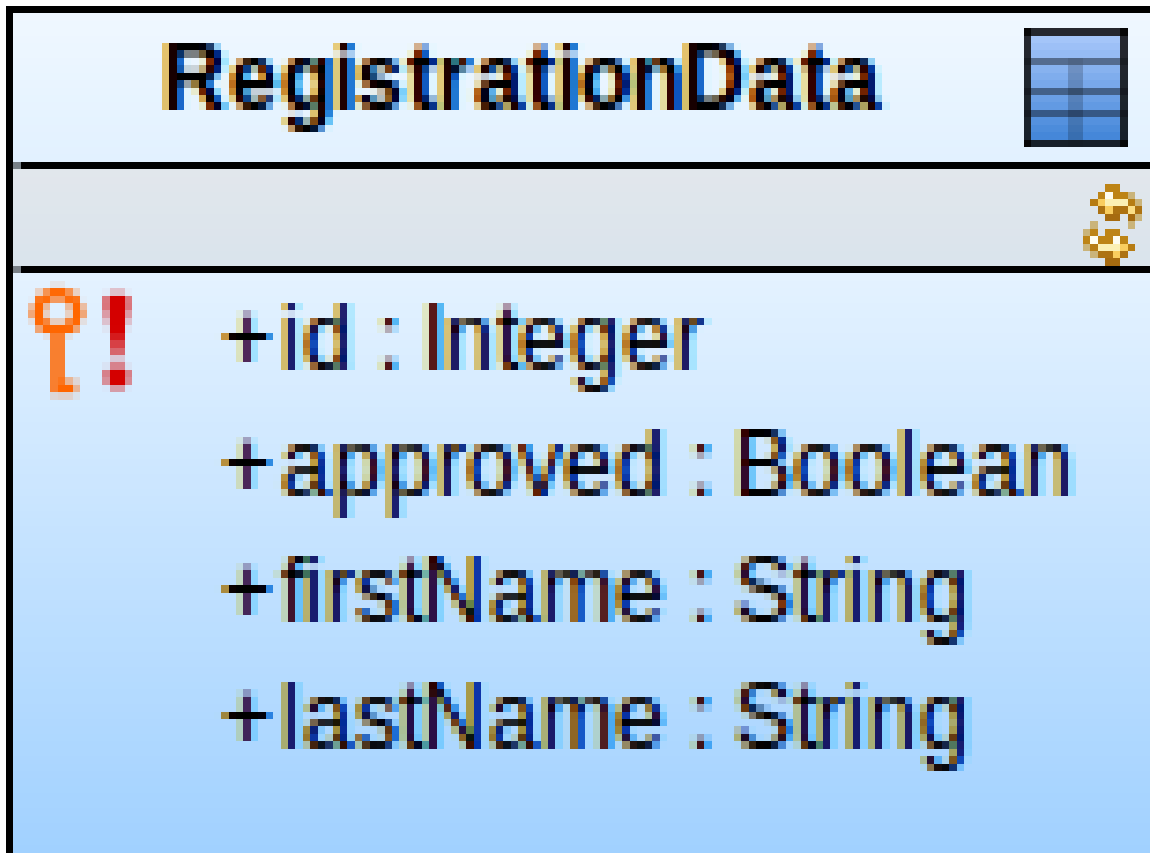 RegistrationData
+id : Integer
+approved : Boolean
+firstName : String
+lastName : String